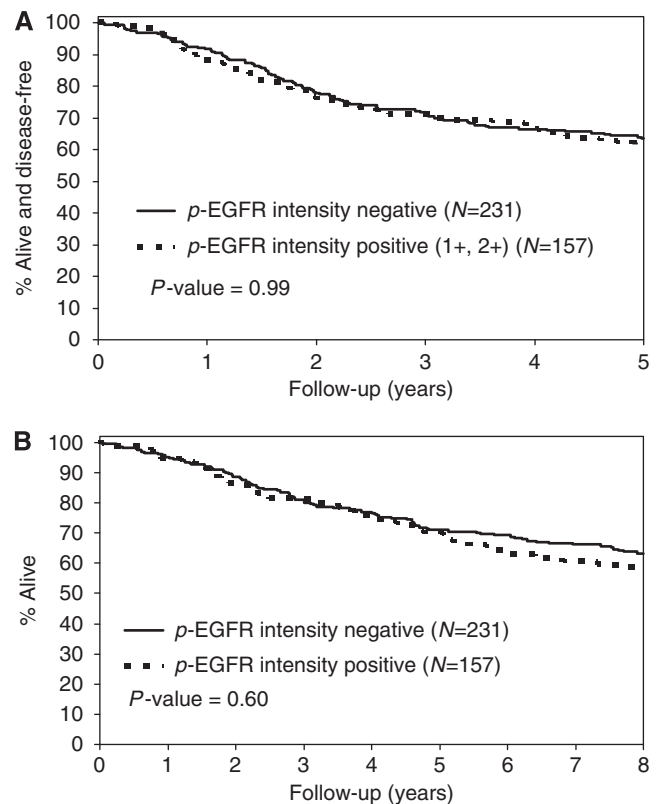 A
% Alive and disease-free
100
90
80
70
60
50
40
30
20
10
0
p-EGFR intensity negative (N=231)
p-EGFR intensity positive (1+, 2+) (N=157)
P-value = 0.99
0 1 2 3 4 5
Follow-up (years)
B
% Alive
100
90
80
70
60
50
40
30
20
10
0
p-EGFR intensity negative (N=231)
p-EGFR intensity positive (N=157)
P-value = 0.60
0 1 2 3 4 5 6 7 8
Follow-up (years)